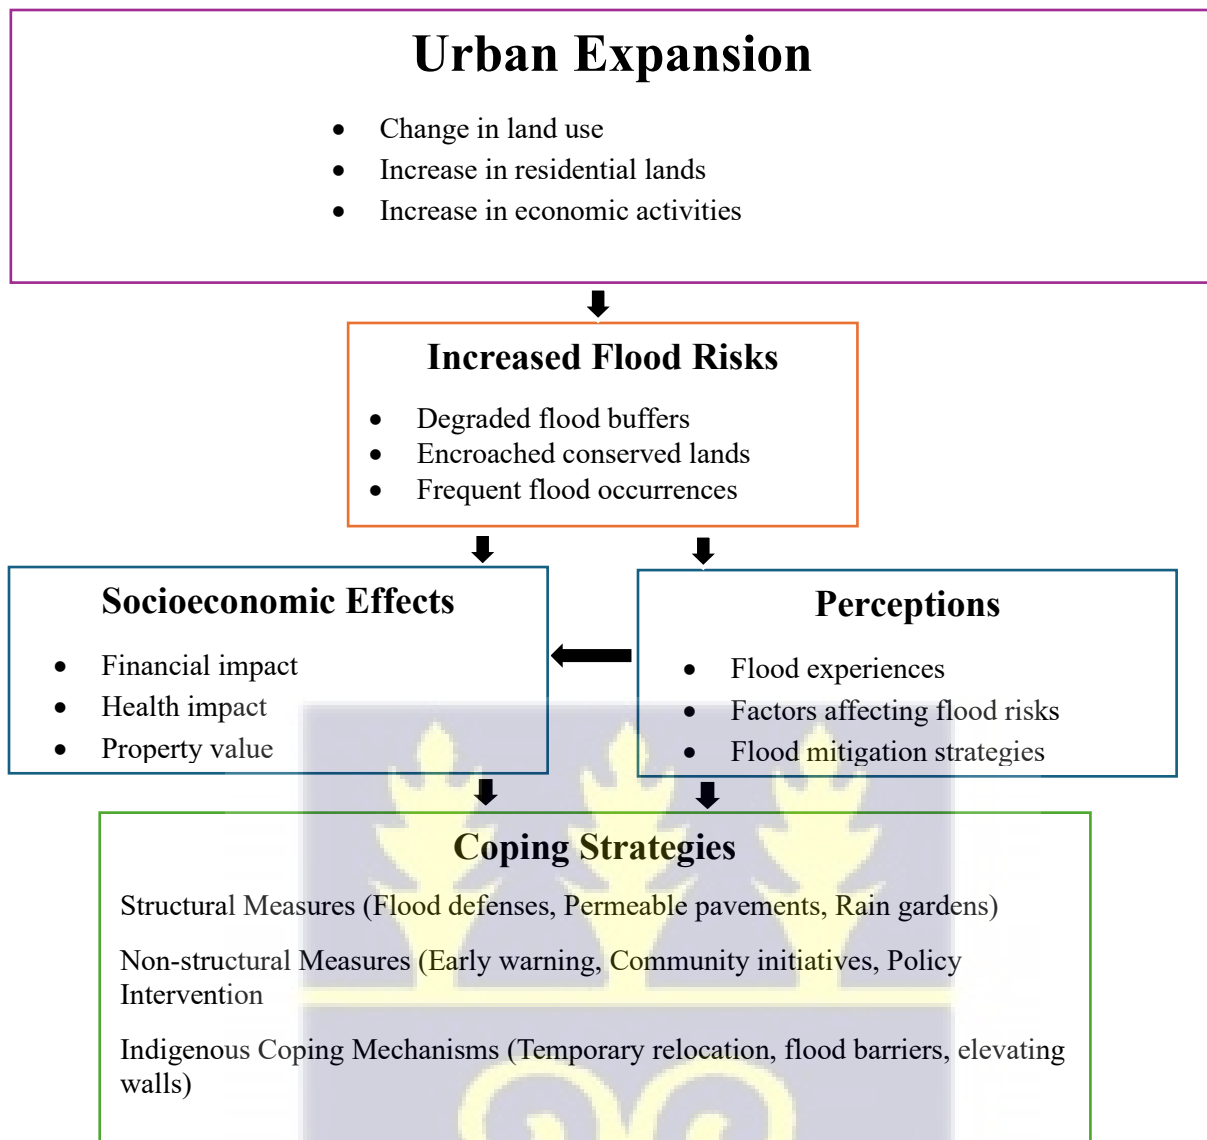 Urban Expansion
• Change in land use
• Increase in residential lands
• Increase in economic activities
Increased Flood Risks
• Degraded flood buffers
• Encroached conserved lands
• Frequent flood occurrences
Socioeconomic Effects
• Financial impact
• Health impact
• Property value
Perceptions
• Flood experiences
• Factors affecting flood risks
• Flood mitigation strategies
Coping Strategies
Structural Measures (Flood defenses, Permeable pavements, Rain gardens)
Non-structural Measures (Early warning, Community initiatives, Policy
Intervention
Indigenous Coping Mechanisms (Temporary relocation, flood barriers, elevating
walls)